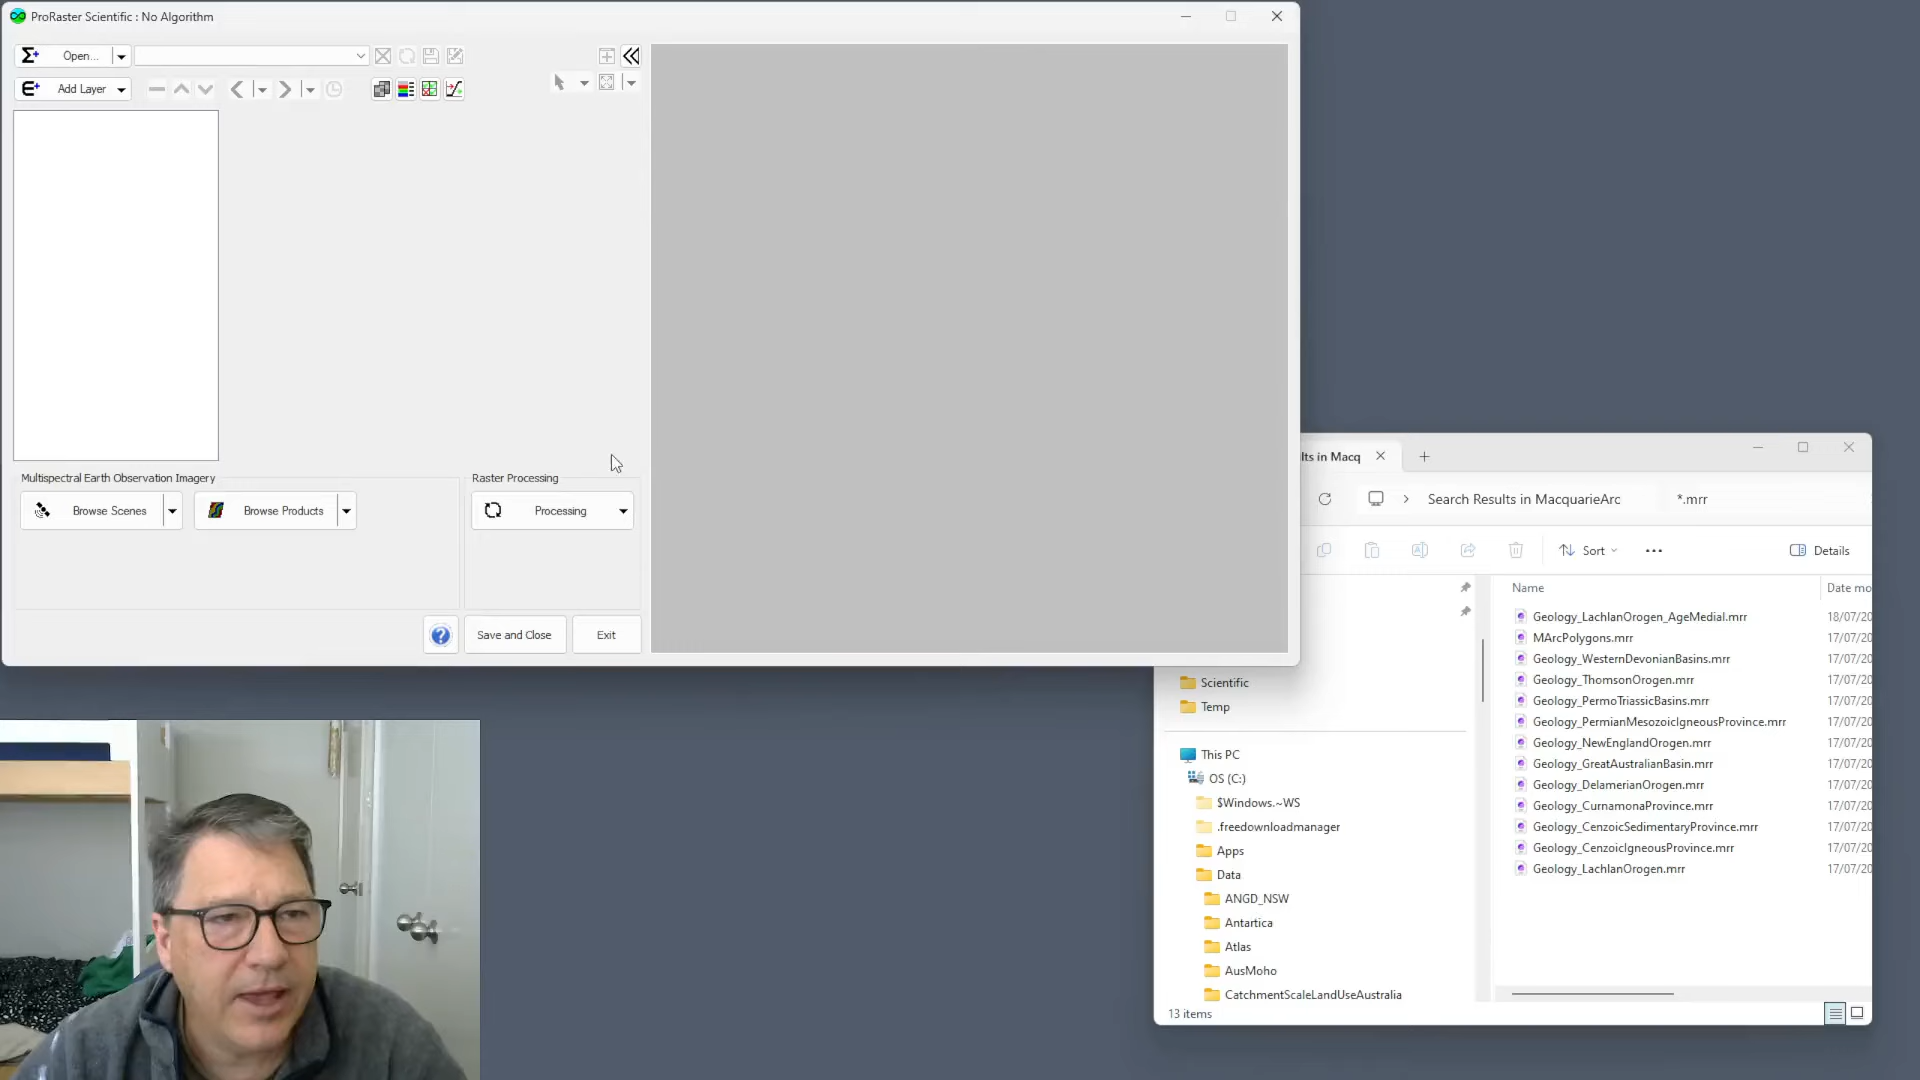 ProRaster Scientific : No Algorithm
Open...
Add Layer
Multispectral Earth Observation Imagery
Raster Processing
Browse Scenes
Browse Products
Processing
Save and Close
Exit
lts in Macq
Search Results in MacquarieArc
*.mrr
Sort
Details
Name
Date mo
Geology_LachlanOrogen_AgeMedial.mrr
18/07/20
MArcPolygons.mrr
17/07/20
Geology_WesternDevonianBasins.mrr
17/07/20
Geology_ThomsonOrogen.mrr
17/07/20
Geology_PermoTriassicBasins.mrr
17/07/20
Geology_PermianMesozoicIgneousProvince.mrr
17/07/20
Geology_NewEnglandOrogen.mrr
17/07/20
Geology_GreatAustralianBasin.mrr
17/07/20
Geology_DelamerianOrogen.mrr
17/07/20
Geology_CurnamonaProvince.mrr
17/07/20
Geology_CenzoicSedimentaryProvince.mrr
17/07/20
Geology_CenzoicIgneousProvince.mrr
17/07/20
Geology_LachlanOrogen.mrr
17/07/20
Scientific
Temp
This PC
OS (C:)
$Windows.~WS
.freedownloadmanager
Apps
Data
ANGD_NSW
Antartica
Atlas
AusMoho
CatchmentScaleLandUseAustralia
13 items